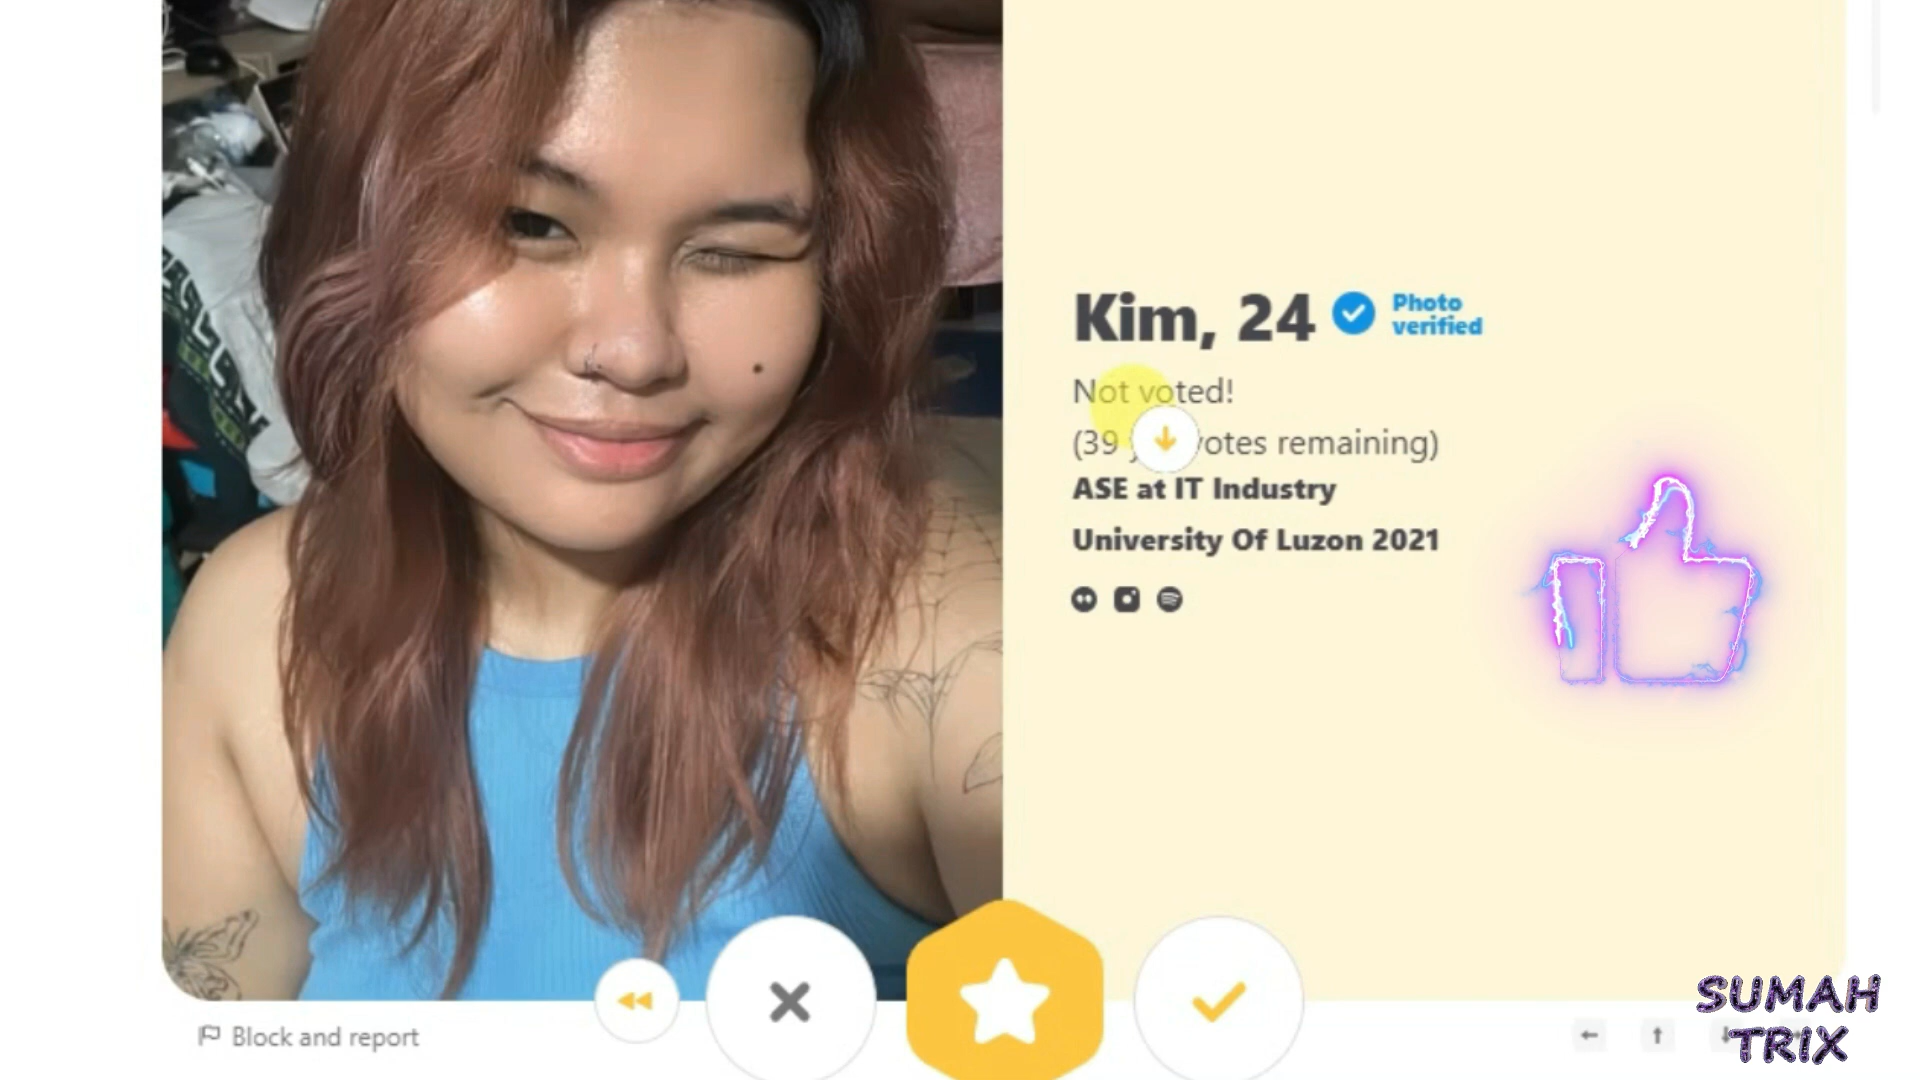 Kim, 24
Photo
verified
Not voted!
(39 votes remaining)
ASE at IT Industry
University Of Luzon 2021
Block and report
SUMAH
TRIX